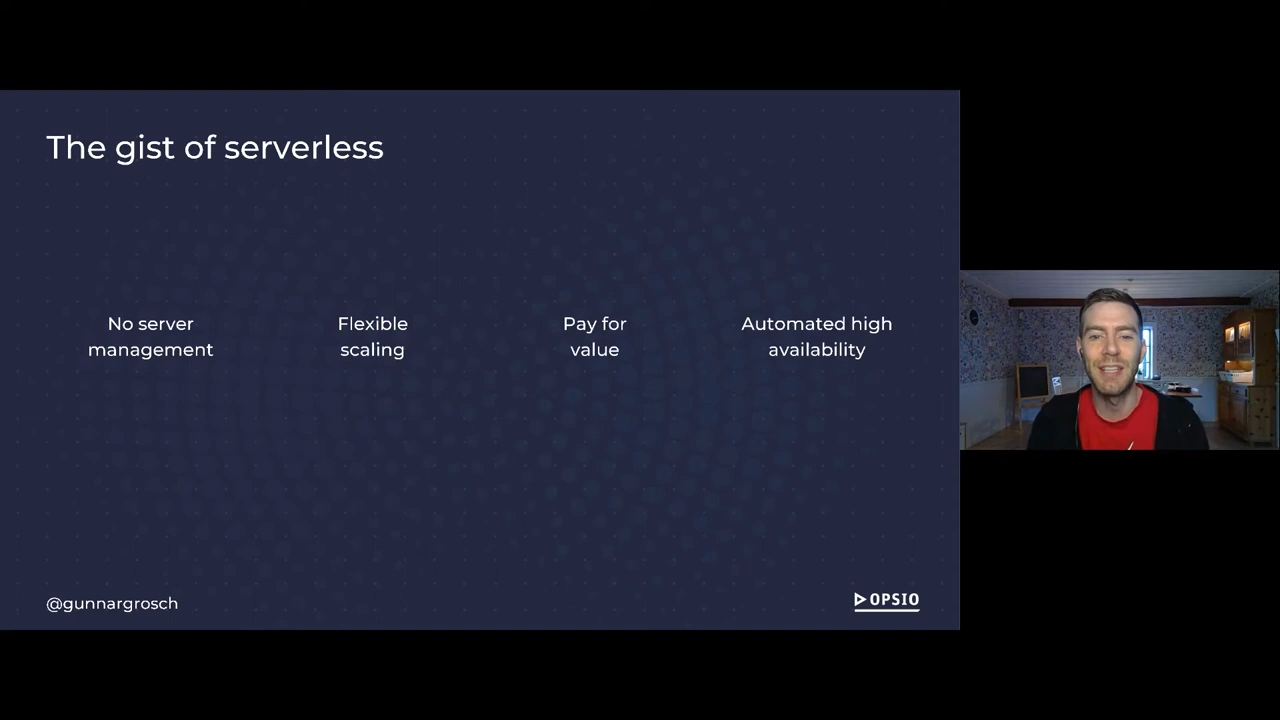 The gist of serverless
No server
management
Flexible
scaling
Pay for
value
Automated high
availability
@gunnargrosch
OPSIO